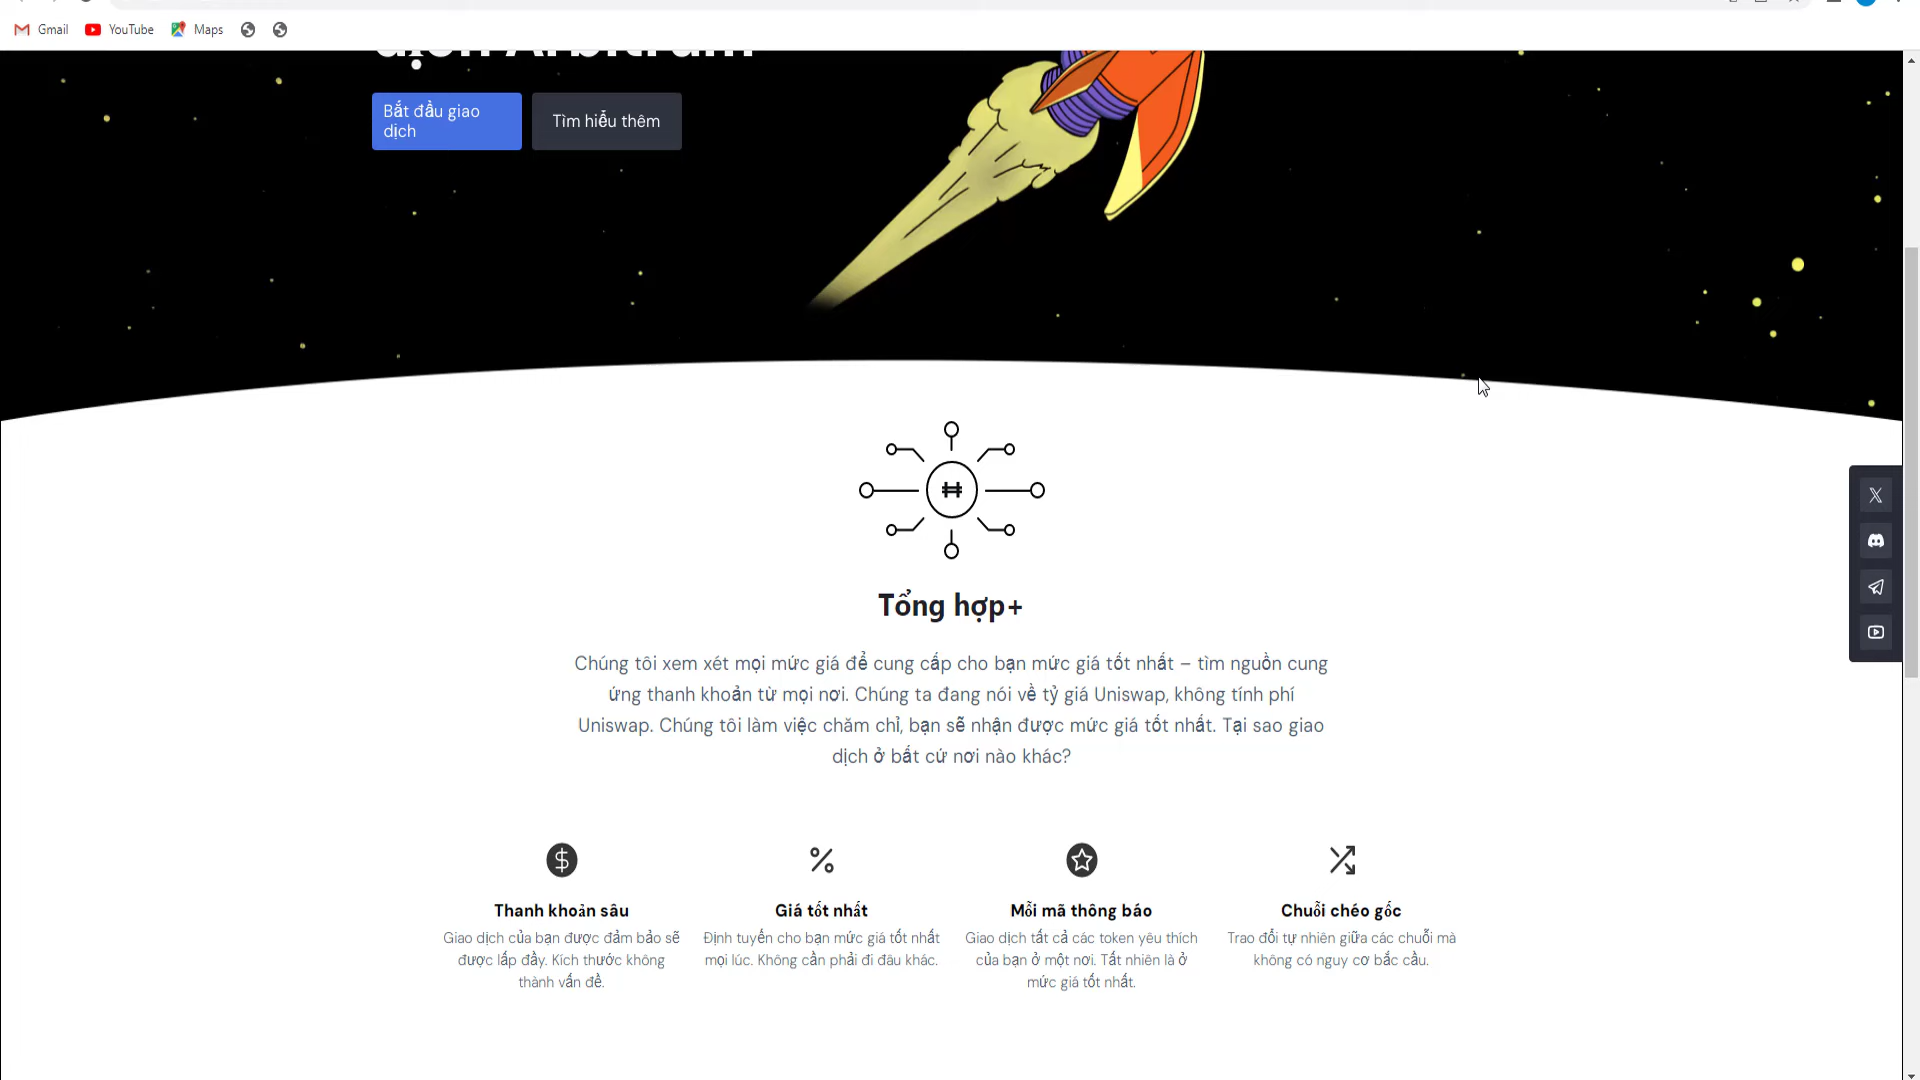 Gmail YouTube Maps
dịch Arbitrum
Bắt đầu giao
dịch
Tìm hiểu thêm
Tổng hợp+
Chúng tôi xem xét mọi mức giá để cung cấp cho bạn mức giá tốt nhất – tìm nguồn cung
ứng thanh khoản từ mọi nơi. Chúng ta đang nói về tỷ giá Uniswap, không tính phí
Uniswap. Chúng tôi làm việc chăm chỉ, bạn sẽ nhận được mức giá tốt nhất. Tại sao giao
dịch ở bất cứ nơi nào khác?
Thanh khoản sâu
Giao dịch của bạn được đảm bảo sẽ
được lấp đầy. Kích thước không
thành vấn đề.
Giá tốt nhất
Định tuyến cho bạn mức giá tốt nhất
mọi lúc. Không cần phải đi đâu khác.
Mỗi mã thông báo
Giao dịch tất cả các token yêu thích
của bạn ở một nơi. Tất nhiên là ở
mức giá tốt nhất.
Chuỗi chéo gốc
Trao đổi tự nhiên giữa các chuỗi mà
không có nguy cơ bắc cầu.